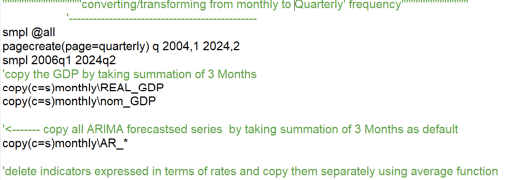 """"""""""""""""""""""""""""""converting/transforming from monthly to Quarterly' frequency"""""""""""""""""""""""""
'-----------------------------------------------
smpl @all
pagecreate(page=quarterly) q 2004,1 2024,2
smpl 2006q1 2024q2
'copy the GDP by taking summation of 3 Months
copy(c=s)monthly\REAL_GDP
copy(c=s)monthly\nom_GDP
'<------- copy all ARIMA forecastsed series  by taking summation of 3 Months as default
copy(c=s)monthly\AR_*
'delete indicators expressed in terms of rates and copy them separately using average function